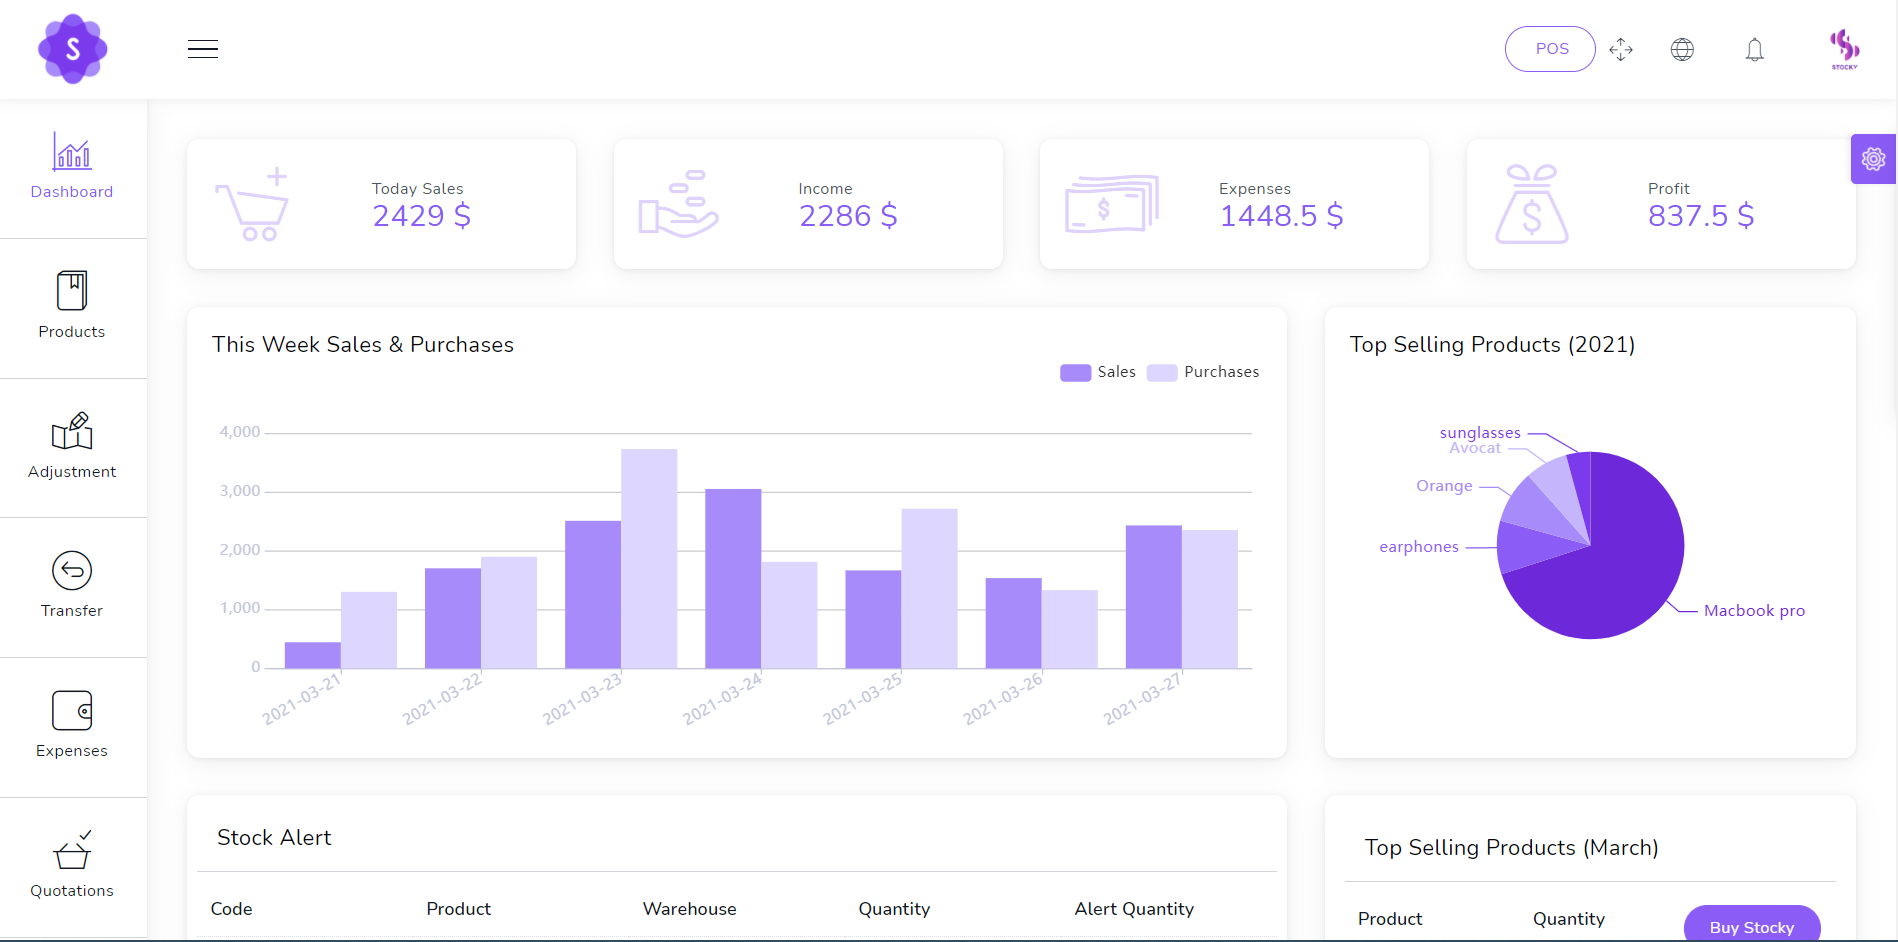 S
POS
STOCKY
Dashboard
Products
Adjustment
Transfer
Expenses
Quotations
Today Sales
2429 $
Income
2286 $
Expenses
1448.5 $
Profit
837.5 $
This Week Sales & Purchases
Sales
Purchases
4,000
3,000
2,000
1,000
0
2021-03-21
2021-03-22
2021-03-23
2021-03-24
2021-03-25
2021-03-26
2021-03-27
Top Selling Products (2021)
sunglasses
Avocat
Orange
earphones
Macbook pro
Stock Alert
Code
Product
Warehouse
Quantity
Alert Quantity
Top Selling Products (March)
Product
Quantity
Buy Stocky